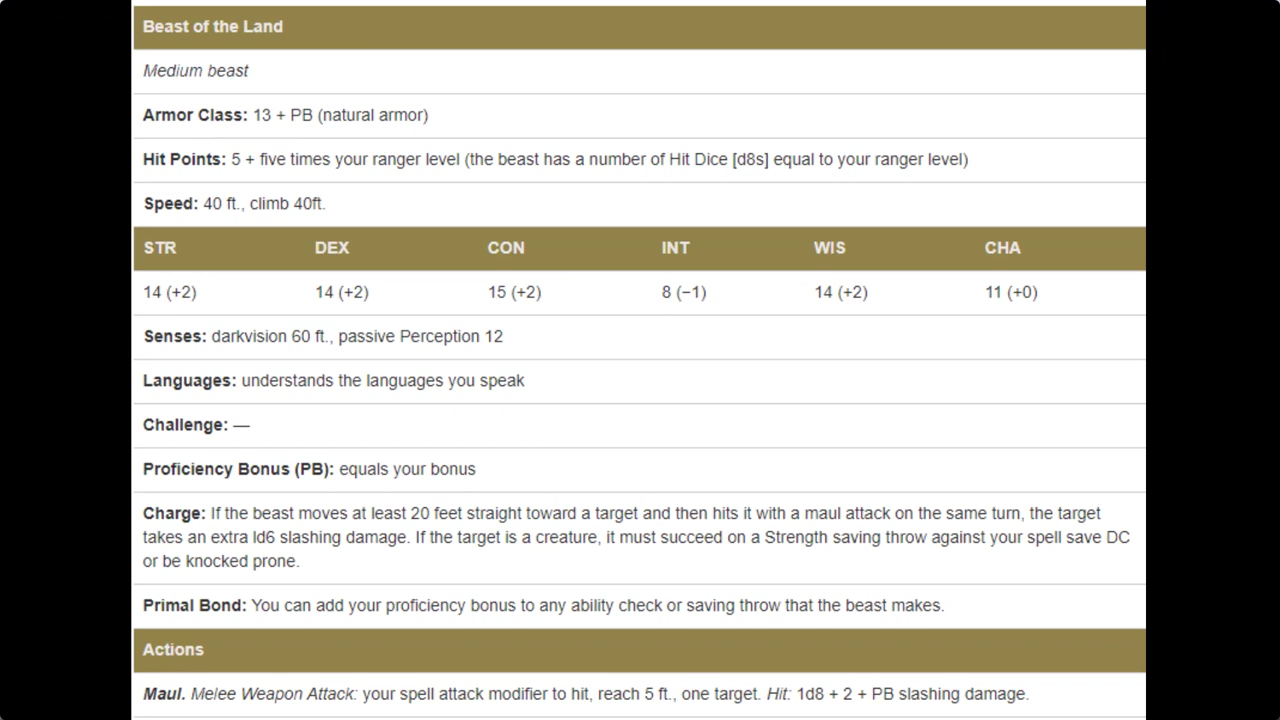 Beast of the Land
Medium beast
Armor Class: 13 + PB (natural armor)
Hit Points: 5 + five times your ranger level (the beast has a number of Hit Dice [d8s] equal to your ranger level)
Speed: 40 ft., climb 40ft.
STR DEX CON INT WIS CHA
14 (+2) 14 (+2) 15 (+2) 8 (−1) 14 (+2) 11 (+0)
Senses: darkvision 60 ft., passive Perception 12
Languages: understands the languages you speak
Challenge: —
Proficiency Bonus (PB): equals your bonus
Charge: If the beast moves at least 20 feet straight toward a target and then hits it with a maul attack on the same turn, the target
takes an extra ld6 slashing damage. If the target is a creature, it must succeed on a Strength saving throw against your spell save DC
or be knocked prone.
Primal Bond: You can add your proficiency bonus to any ability check or saving throw that the beast makes.
Actions
Maul. Melee Weapon Attack: your spell attack modifier to hit, reach 5 ft., one target. Hit: 1d8 + 2 + PB slashing damage.